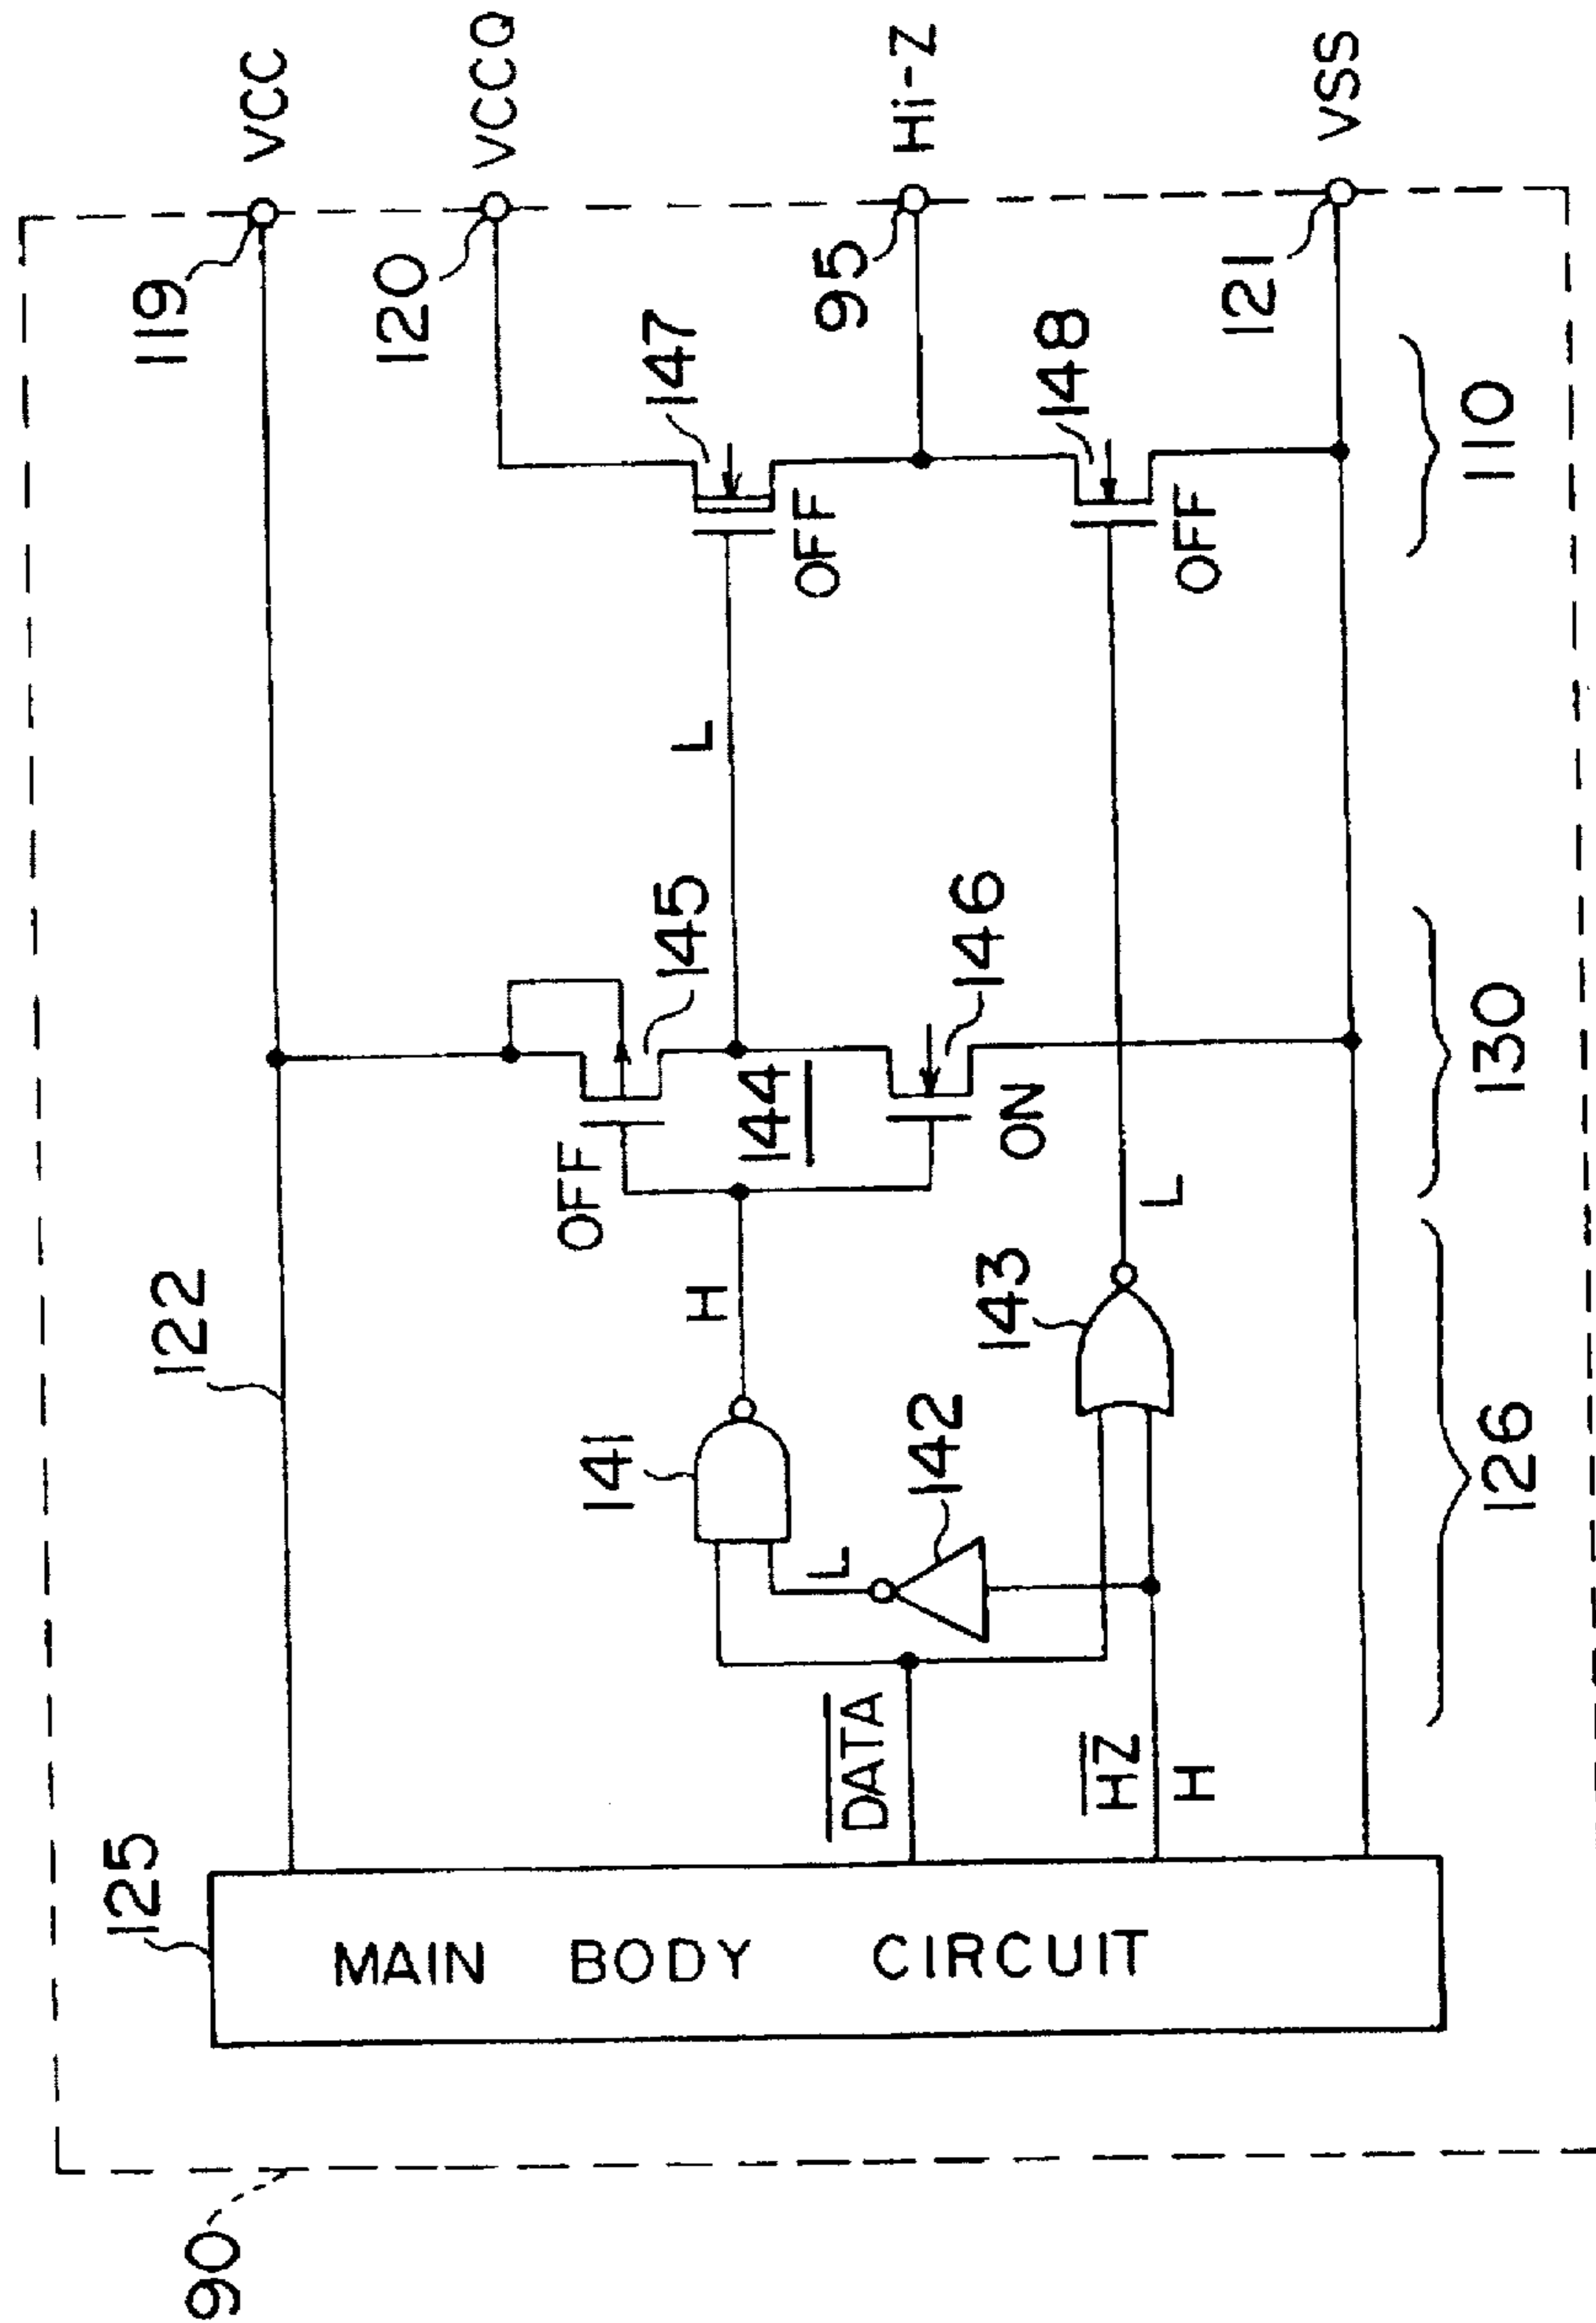 90
125
MAIN BODY CIRCUIT
122
119
VCC
120
VCCQ
95
Hi-Z
121
VSS
DATA
HZ
H
L
141
142
143
H
L
OFF
145
144
146
ON
L
147
OFF
148
OFF
126
130
110